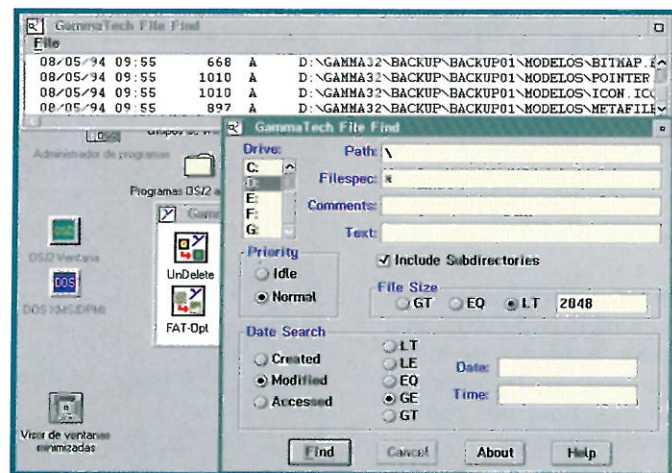 GammaTech File Find
File
08/05/94 09:55 668 A D:\GAMMA32\BACKUP\BACKUP01\MODELOS\BITMAP.
08/05/94 09:55 1010 A D:\GAMMA32\BACKUP\BACKUP01\MODELOS\POINTER
08/05/94 09:55 1010 A D:\GAMMA32\BACKUP\BACKUP01\MODELOS\ICON.ICO
08/05/94 09:55 897 A D:\GAMMA32\BACKUP\BACKUP01\MODELOS\METAFILE
Administrador de programas
Programas OS/2
OS/2 Ventana
DOS XMS/DPMI
UnDelete
FAT-Opt
Visor de ventanas
minimizadas
GammaTech File Find
Drive:
C:
D:
E:
F:
G:
Path: \
Filespec: *
Comments:
Text:
Priority
Idle
Normal
Include Subdirectories
File Size
GT EQ LT 2048
Date Search
Created
Modified
Accessed
LT
LE
EQ
GE
GT
Date:
Time:
Find Cancel About Help